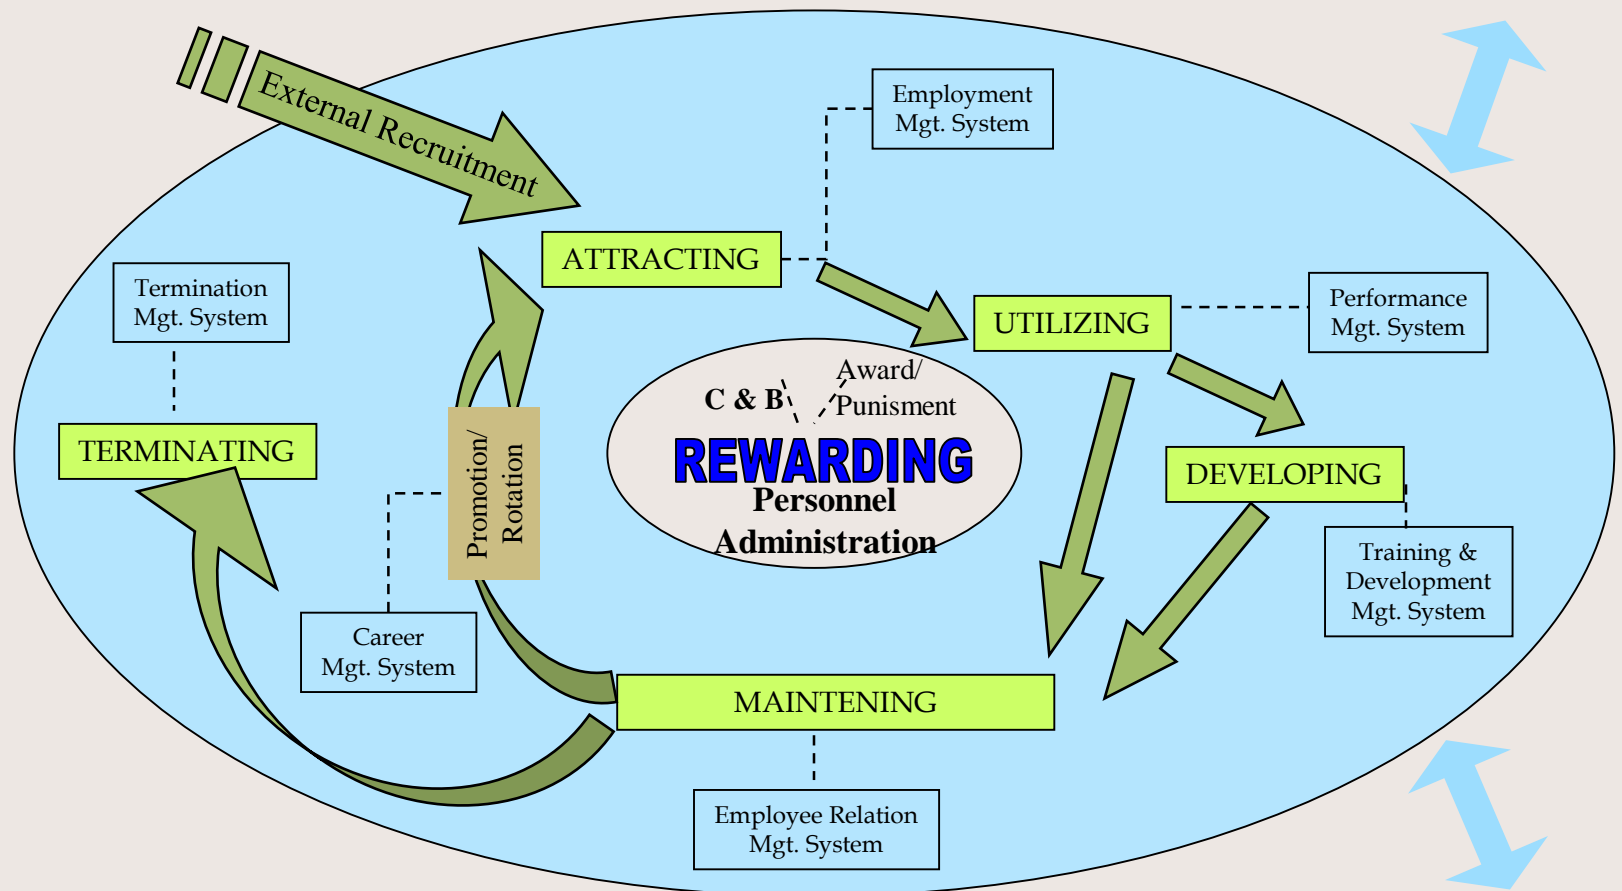 External Recruitment
Employment
Mgt. System
ATTRACTING
Termination
Mgt. System
Performance
Mgt. System
UTILIZING
Award/
C & B
Punisment
TERMINATING
REWARDING
Promotion/
Rotation
DEVELOPING
Personnel
Administration
Training &
Development
Mgt. System
Career
Mgt. System
MAINTENING
Employee Relation
Mgt. System